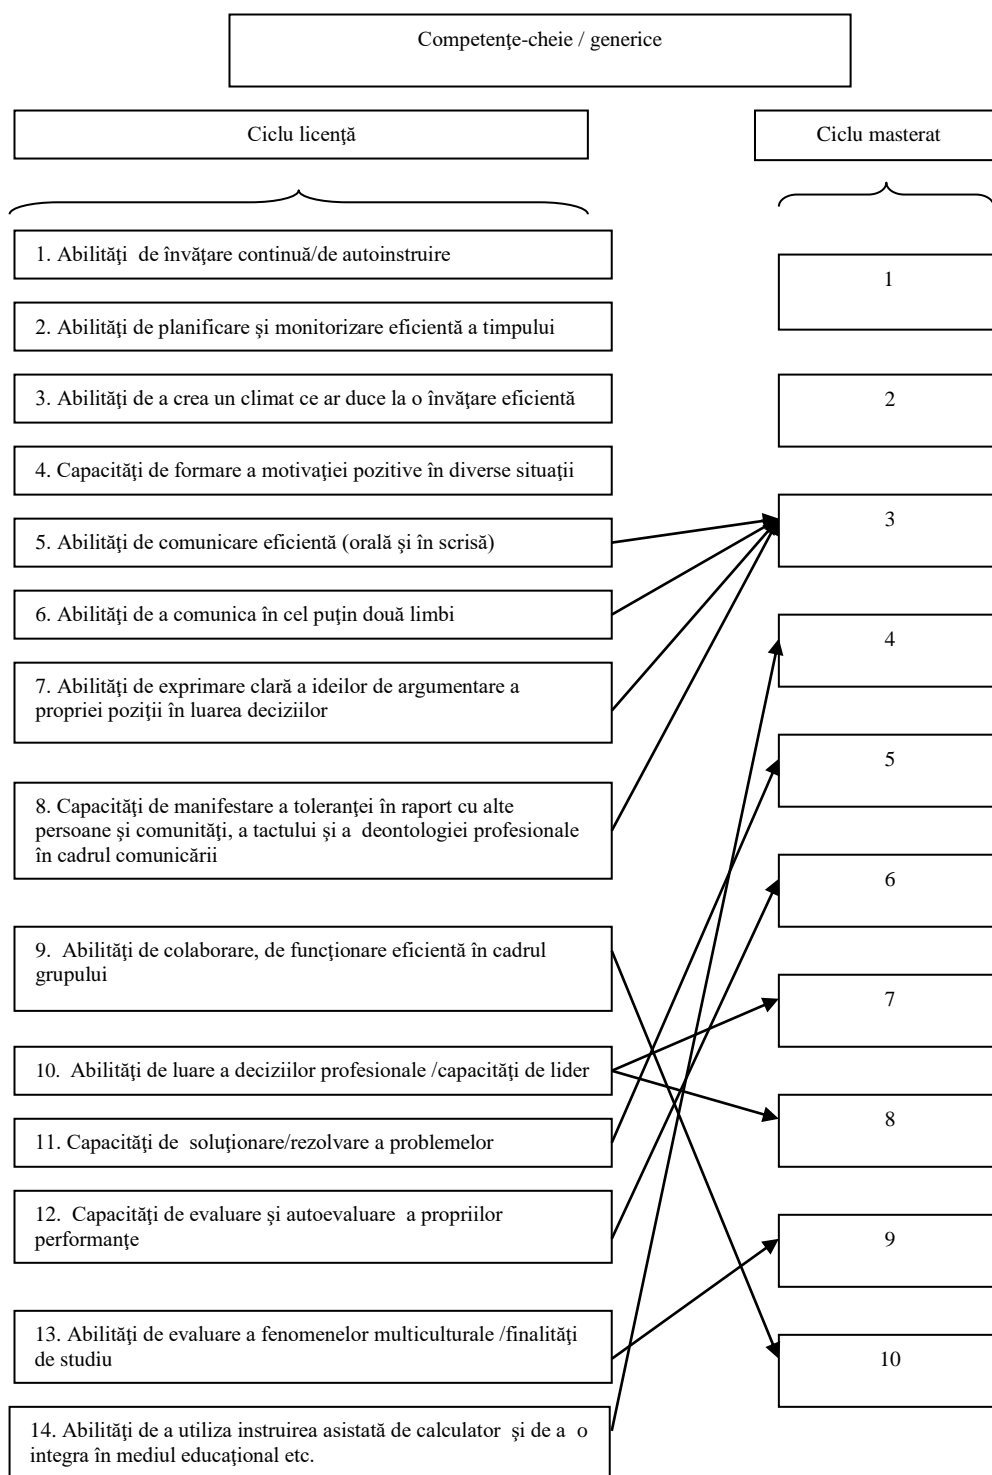 Competenţe-cheie / generice
Ciclu licenţă
Ciclu masterat
1. Abilităţi de învăţare continuă/de autoinstruire
2. Abilităţi de planificare şi monitorizare eficientă a timpului
3. Abilităţi de a crea un climat ce ar duce la o învăţare eficientă
4. Capacităţi de formare a motivaţiei pozitive în diverse situaţii
5. Abilităţi de comunicare eficientă (orală şi în scrisă)
6. Abilităţi de a comunica în cel puţin două limbi
7. Abilităţi de exprimare clară a ideilor de argumentare a
propriei poziţii în luarea deciziilor
8. Capacităţi de manifestare a toleranţei în raport cu alte
persoane şi comunităţi, a tactului şi a deontologiei profesionale
în cadrul comunicării
9. Abilităţi de colaborare, de funcţionare eficientă în cadrul
grupului
10. Abilităţi de luare a deciziilor profesionale /capacităţi de lider
11. Capacităţi de soluţionare/rezolvare a problemelor
12. Capacităţi de evaluare şi autoevaluare a propriilor
performanţe
13. Abilităţi de evaluare a fenomenelor multiculturale /finalităţi
de studiu
14. Abilităţi de a utiliza instruirea asistată de calculator şi de a o
integra în mediul educaţional etc.
1
2
3
4
5
6
7
8
9
10